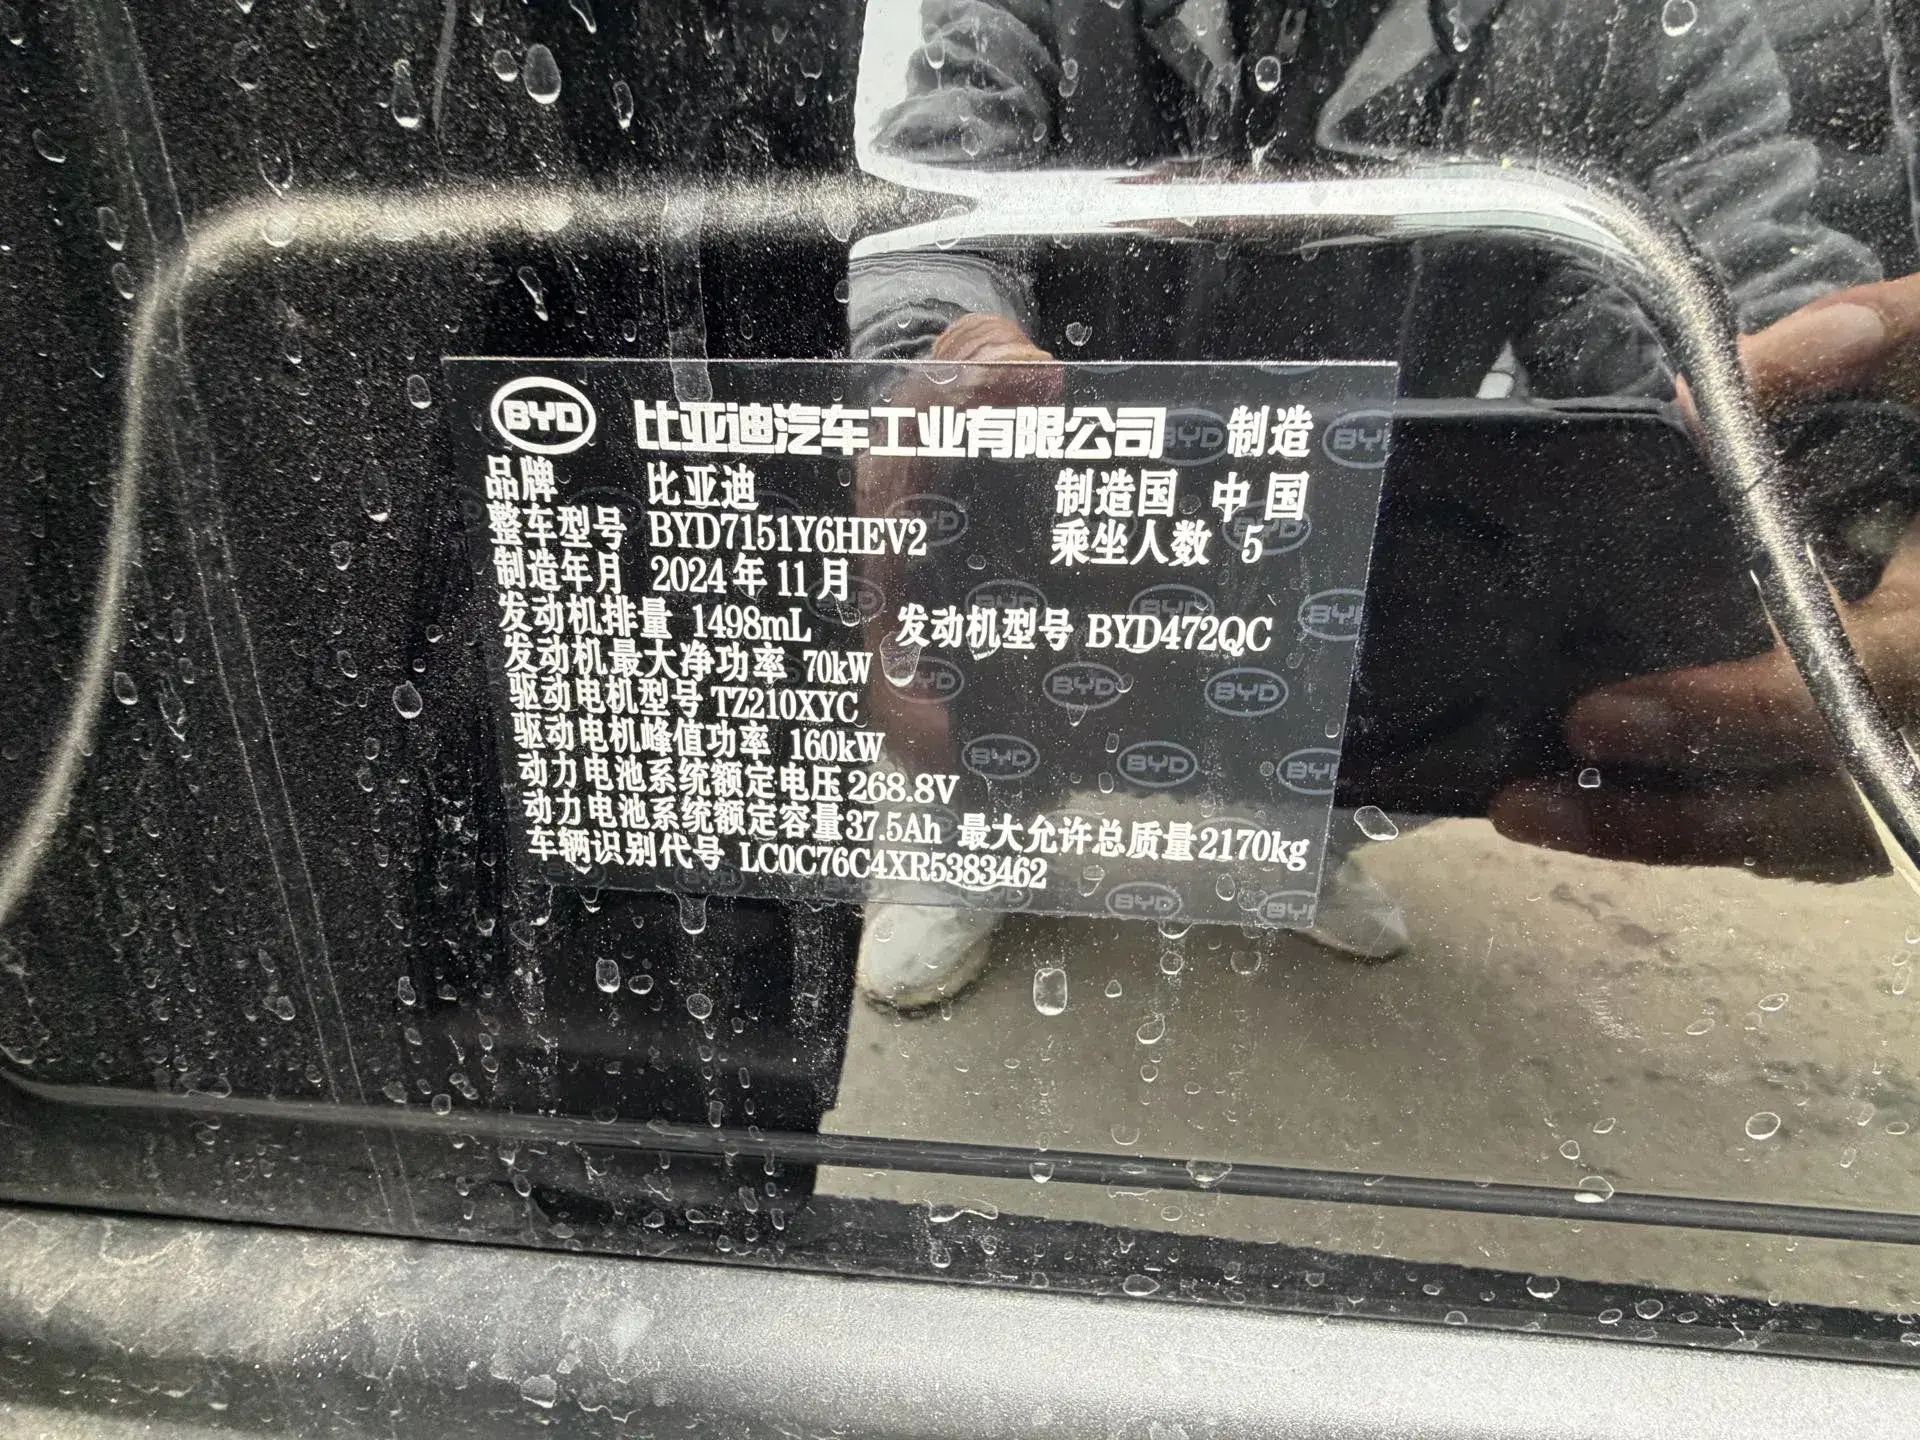 BYD 比亚迪汽车工业有限公司 制造
品牌 比亚迪 制造国 中国
整车型号 BYD7151Y6HEV2 乘坐人数 5
制造年月 2024年11月
发动机排量 1498mL 发动机型号 BYD472QC
发动机最大净功率 70kW
驱动电机型号 TZ210XYC
驱动电机峰值功率 160kW
动力电池系统额定电压 268.8V
动力电池系统额定容量 37.5Ah 最大允许总质量 2170kg
车辆识别代号 LC0C76C4XR5383462